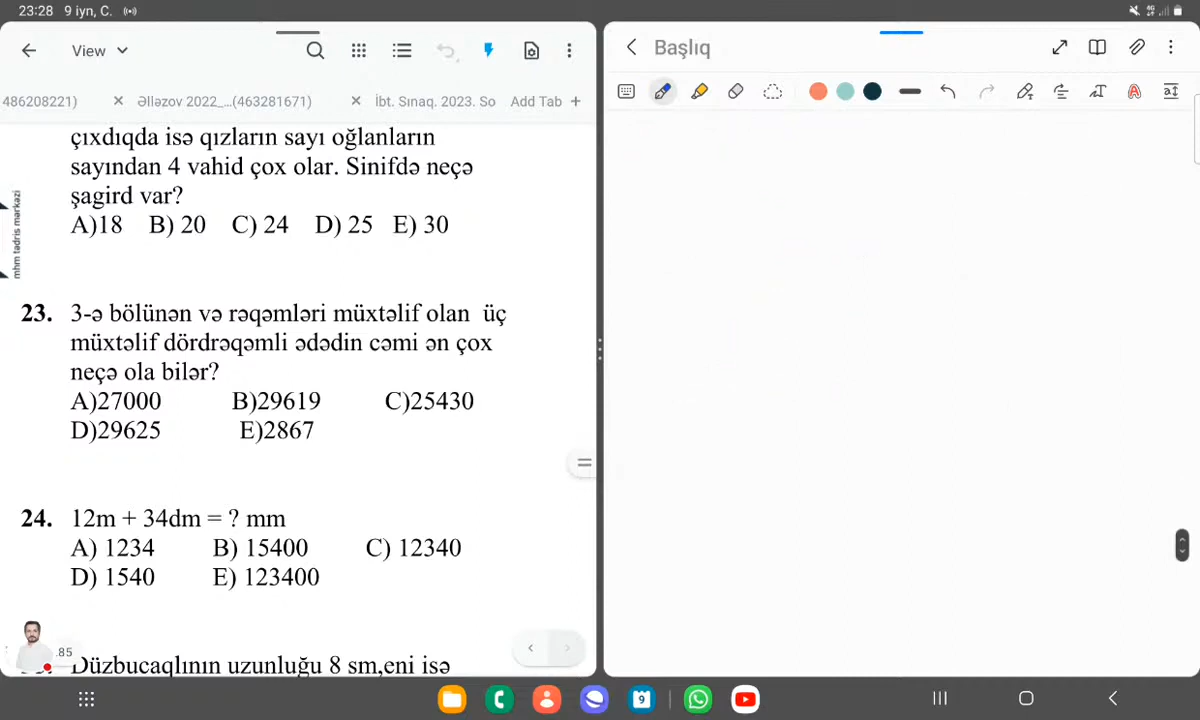 23:28 9 iyn, C.
View
Başlıq
486208221) × Əlləzov 2022_...(463281671) × İbt. Sınaq. 2023. So Add Tab +
çıxdıqda isə qızların sayı oğlanların
sayından 4 vahid çox olar. Sinifdə neçə
şagird var?
A)18 B) 20 C) 24 D) 25 E) 30
mhm tədris mərkəzi
23. 3-ə bölünən və rəqəmləri müxtəlif olan üç
müxtəlif dördrəqəmli ədədin cəmi ən çox
neçə ola bilər?
A)27000 B)29619 C)25430
D)29625 E)2867
24. 12m + 34dm = ? mm
A) 1234 B) 15400 C) 12340
D) 1540 E) 123400
.85
Düzbucaqlının uzunluğu 8 sm,eni isə
9